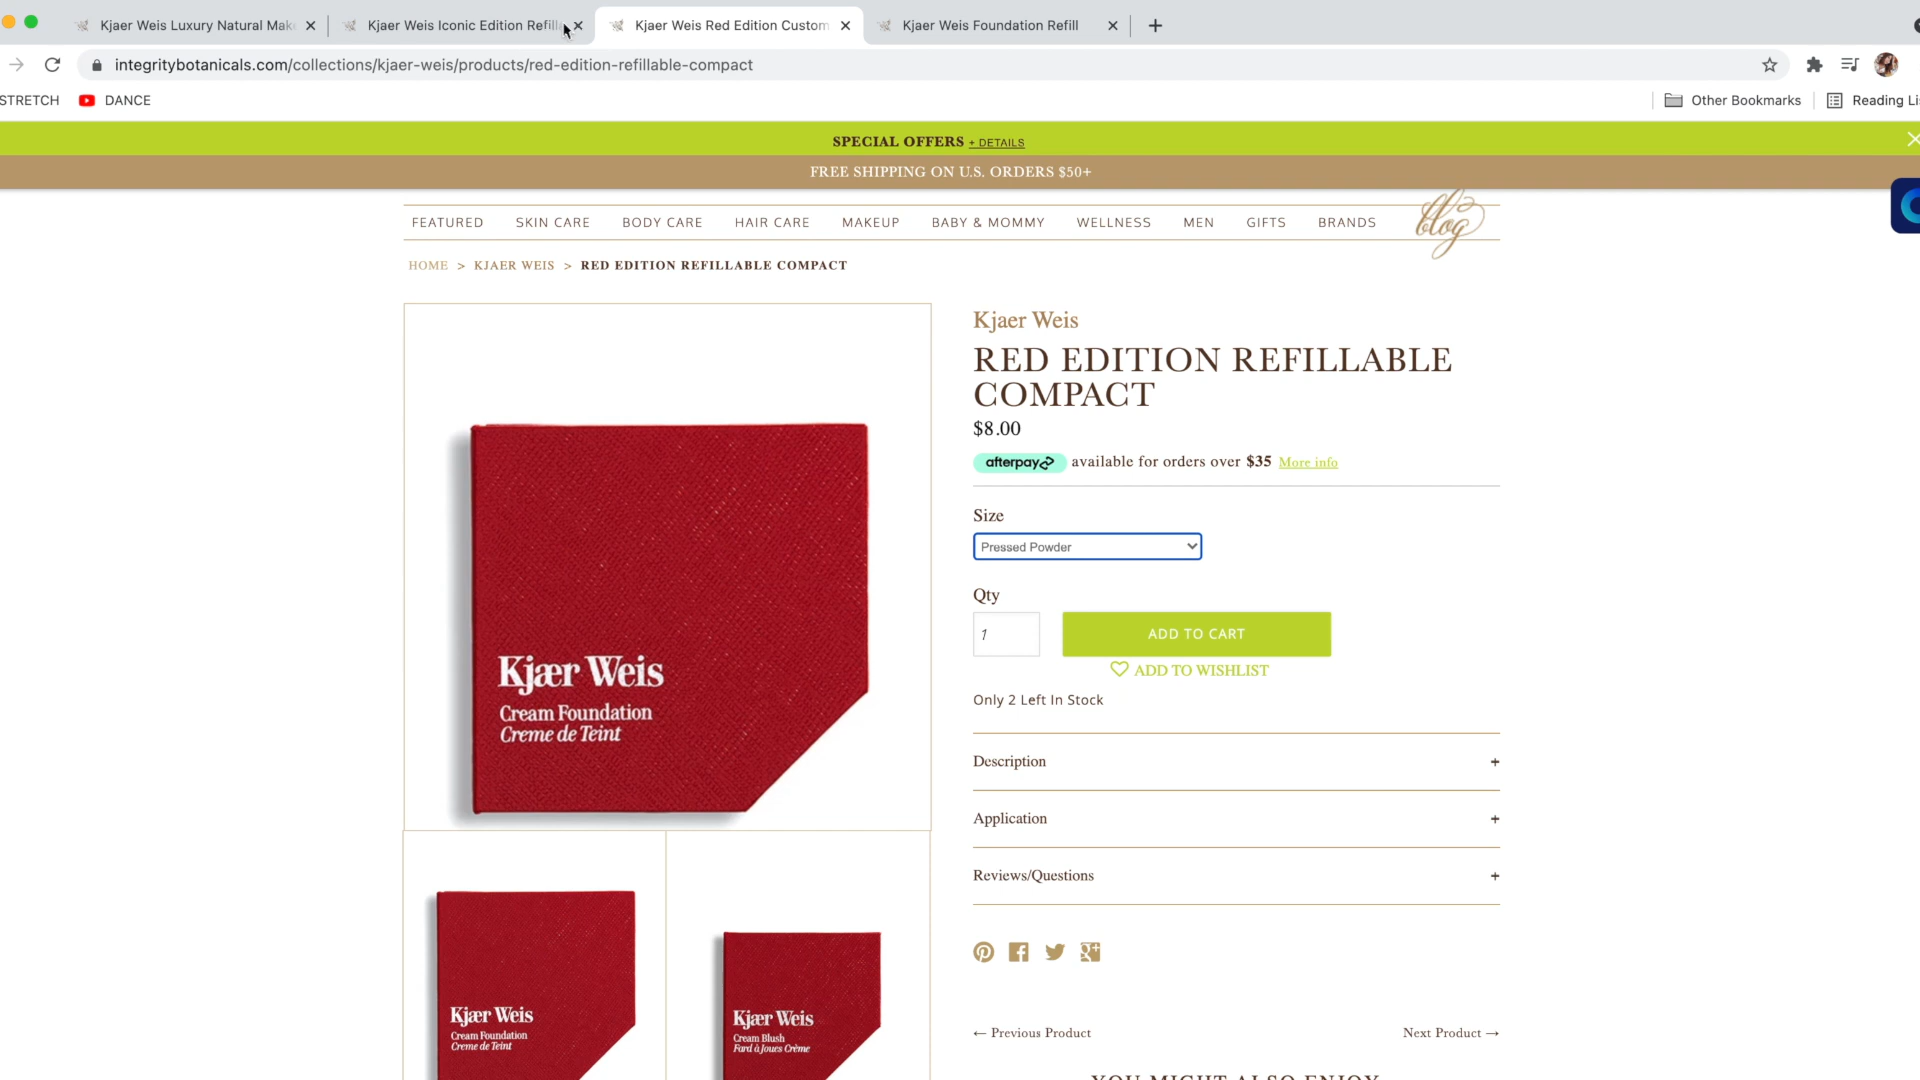 Kjaer Weis Luxury Natural Mak
Kjaer Weis Iconic Edition Refill
Kjaer Weis Red Edition Custom
Kjaer Weis Foundation Refill
integritybotanicals.com/collections/kjaer-weis/products/red-edition-refillable-compact
STRETCH
DANCE
Other Bookmarks
Reading Li
SPECIAL OFFERS + DETAILS
FREE SHIPPING ON U.S. ORDERS $50+
FEATURED SKIN CARE BODY CARE HAIR CARE MAKEUP BABY & MOMMY WELLNESS MEN GIFTS BRANDS blog
HOME > KJAER WEIS > RED EDITION REFILLABLE COMPACT
Kjær Weis
Cream Foundation
Creme de Teint
Kjær Weis
Cream Foundation
Creme de Teint
Kjær Weis
Cream Blush
Fard à Joues Crème
Kjaer Weis
RED EDITION REFILLABLE
COMPACT
$8.00
afterpay available for orders over $35 More info
Size
Pressed Powder
Qty
1
ADD TO CART
ADD TO WISHLIST
Only 2 Left In Stock
Description +
Application +
Reviews/Questions +
← Previous Product
Next Product →
YOU MIGHT ALSO ENJOY